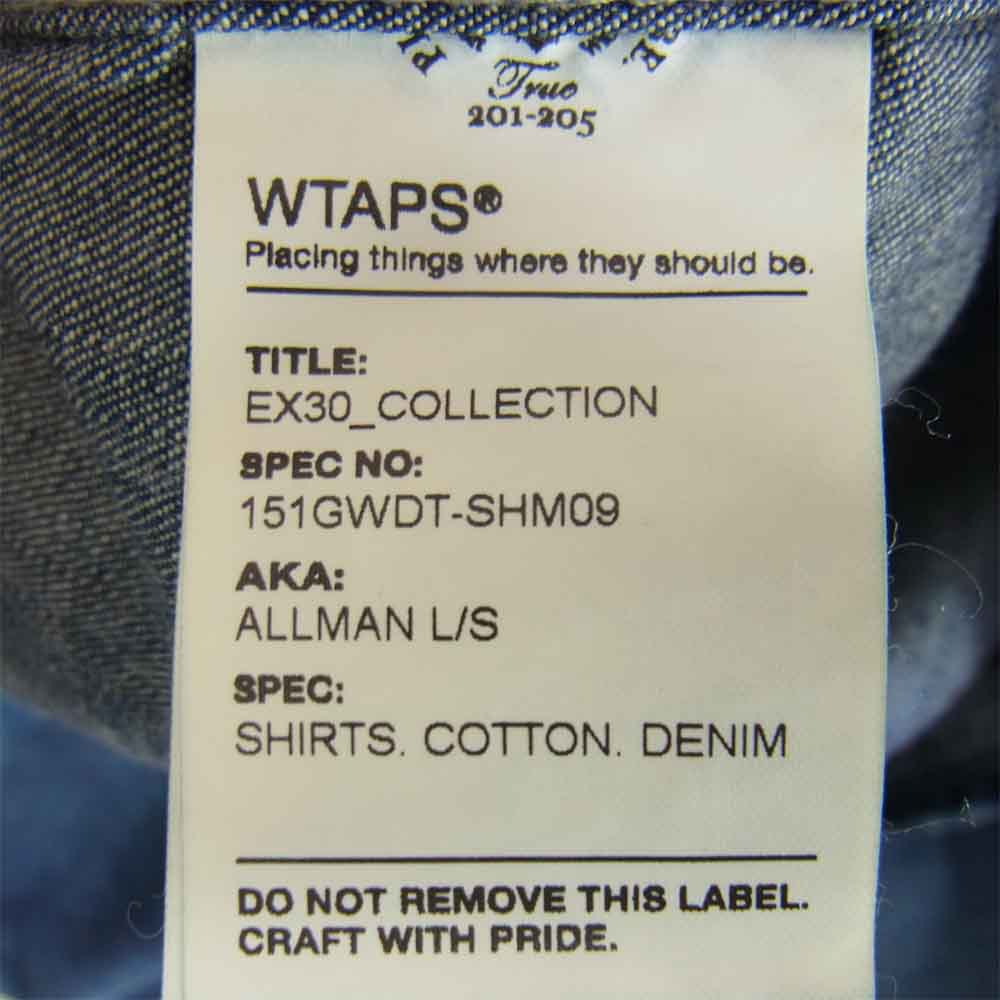 True
201-205
WTAPS®
Placing things where they should be.
TITLE:
EX30_COLLECTION
SPEC NO:
151GWDT-SHM09
AKA:
ALLMAN L/S
SPEC:
SHIRTS. COTTON. DENIM
DO NOT REMOVE THIS LABEL.
CRAFT WITH PRIDE.